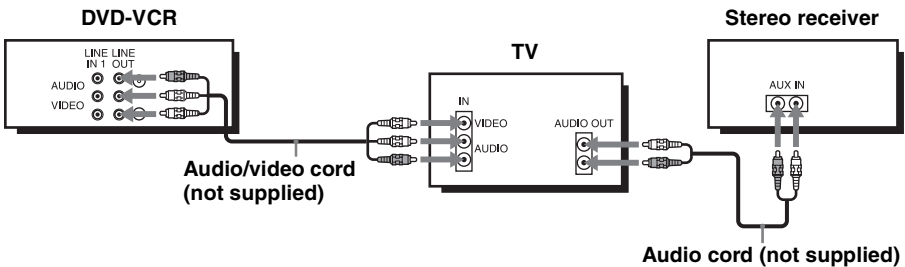 DVD-VCR
LINE IN 1
LINE OUT
AUDIO
VIDEO
Audio/video cord
(not supplied)
TV
IN
VIDEO
AUDIO
AUDIO OUT
Stereo receiver
AUX IN
Audio cord (not supplied)